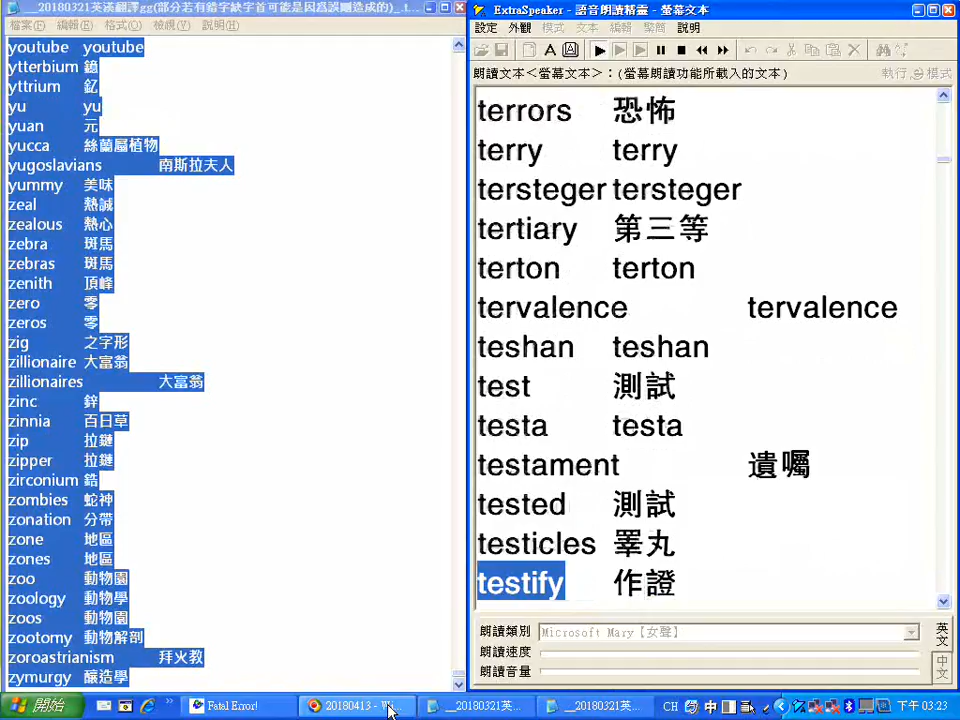 __20180321英漢翻譯gg(部分若有錯字缺字首可能是因為誤刪造成的)_.t...
檔案(F) 編輯(E) 格式(O) 檢視(V) 說明(H)
youtube youtube
ytterbium 鐿
yttrium 釔
yu yu
yuan 元
yucca 絲蘭屬植物
yugoslavians 南斯拉夫人
yummy 美味
zeal 熱誠
zealous 熱心
zebra 斑馬
zebras 斑馬
zenith 頂峰
zero 零
zeros 零
zig 之字形
zillionaire 大富翁
zillionaires 大富翁
zinc 鋅
zinnia 百日草
zip 拉鏈
zipper 拉鏈
zirconium 鋯
zombies 蛇神
zonation 分帶
zone 地區
zones 地區
zoo 動物園
zoology 動物學
zoos 動物園
zootomy 動物解剖
zoroastrianism 拜火教
zymurgy 釀造學
ExtraSpeaker - 語音朗讀精靈 - 螢幕文本
設定 外觀 模式 文本 編輯 繁簡 說明
朗讀文本<螢幕文本>：(螢幕朗讀功能所載入的文本)
執行 模式
terrors 恐怖
terry terry
tersteger tersteger
tertiary 第三等
terton terton
tervalence tervalence
teshan teshan
test 測試
testa testa
testament 遺囑
tested 測試
testicles 睪丸
testify 作證
朗讀類別 Microsoft Mary【女聲】
朗讀速度
朗讀音量
英文
中文
開始
Fatal Error!
20180413 - Wi...
__20180321英...
__20180321英...
CH 中
下午 03:23